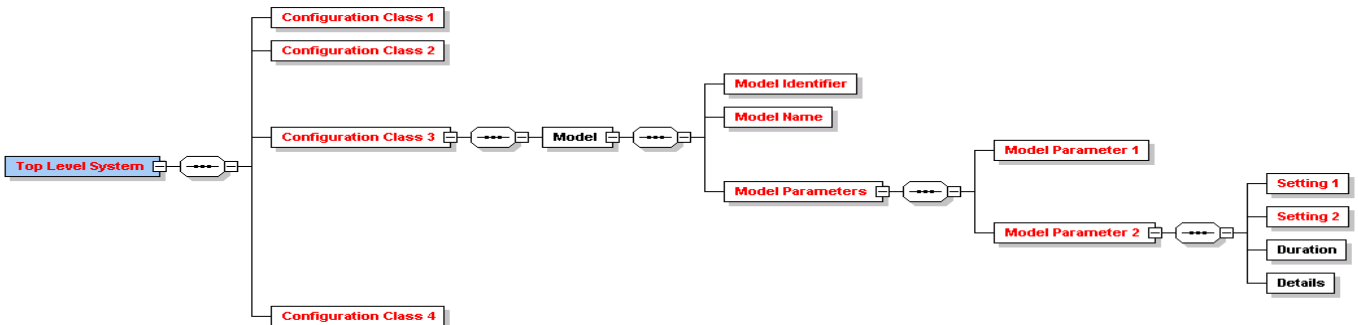 Top Level System
Configuration Class 1
Configuration Class 2
Configuration Class 3
Model
Model Identifier
Model Name
Model Parameters
Model Parameter 1
Model Parameter 2
Setting 1
Setting 2
Duration
Details
Configuration Class 4